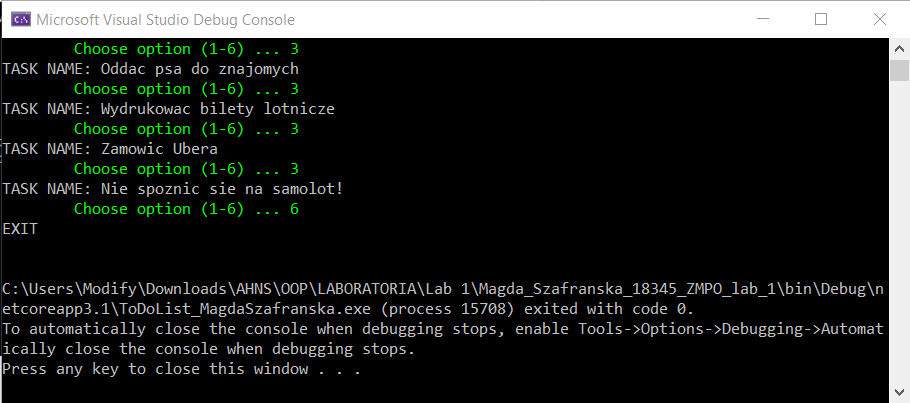 Microsoft Visual Studio Debug Console
Choose option (1-6) ... 3
TASK NAME: Oddac psa do znajomych
Choose option (1-6) ... 3
TASK NAME: Wydrukowac bilety lotnicze
Choose option (1-6) ... 3
TASK NAME: Zamowic Ubera
Choose option (1-6) ... 3
TASK NAME: Nie spoznic sie na samolot!
Choose option (1-6) ... 6
EXIT
C:\Users\Modify\Downloads\AHNS\OOP\LABORATORIA\Lab 1\Magda_Szafranska_18345_ZMPO_lab_1\bin\Debug\n
etcoreapp3.1\ToDoList_MagdaSzafranska.exe (process 15708) exited with code 0.
To automatically close the console when debugging stops, enable Tools->Options->Debugging->Automat
ically close the console when debugging stops.
Press any key to close this window . . .